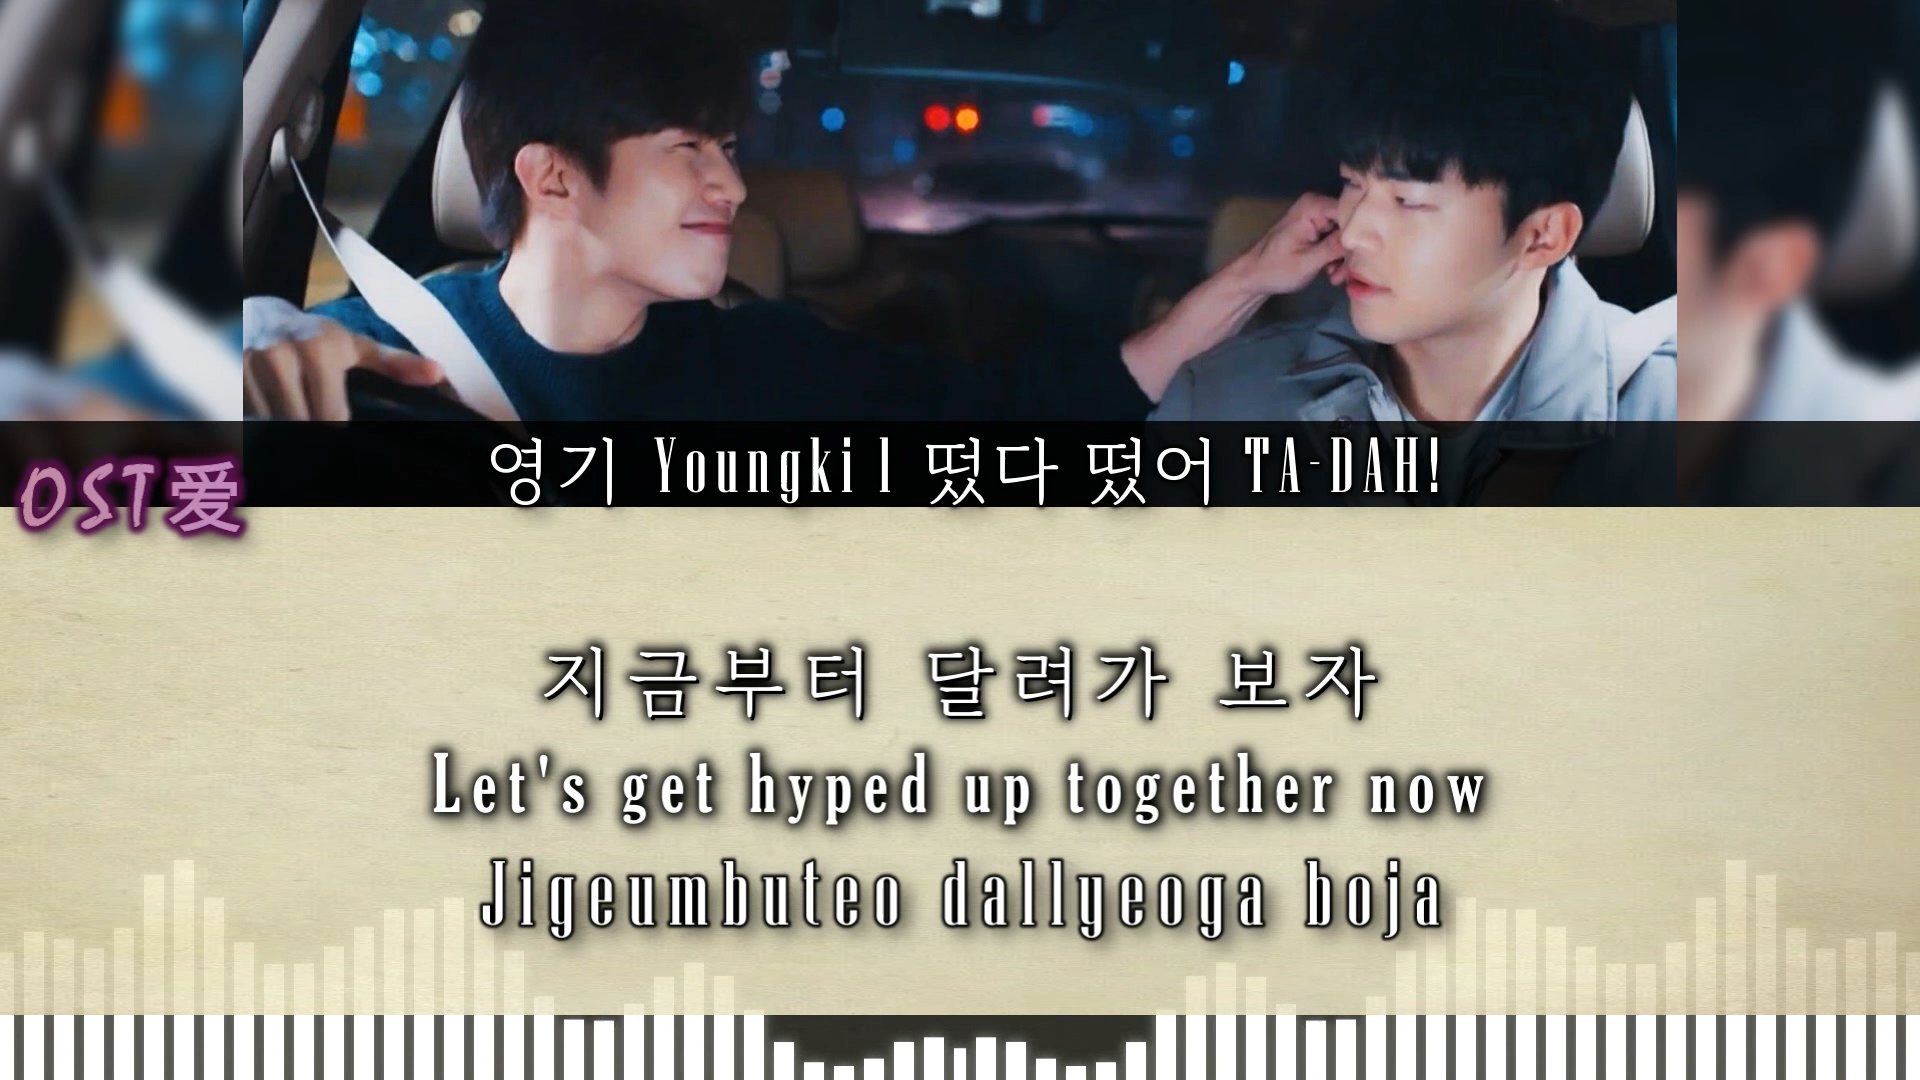 영기 Youngki l 떴다 떴어 TA-DAH!
OST爱
지금부터 달려가 보자
Let's get hyped up together now
Jigeumbuteo dallyeoga boja